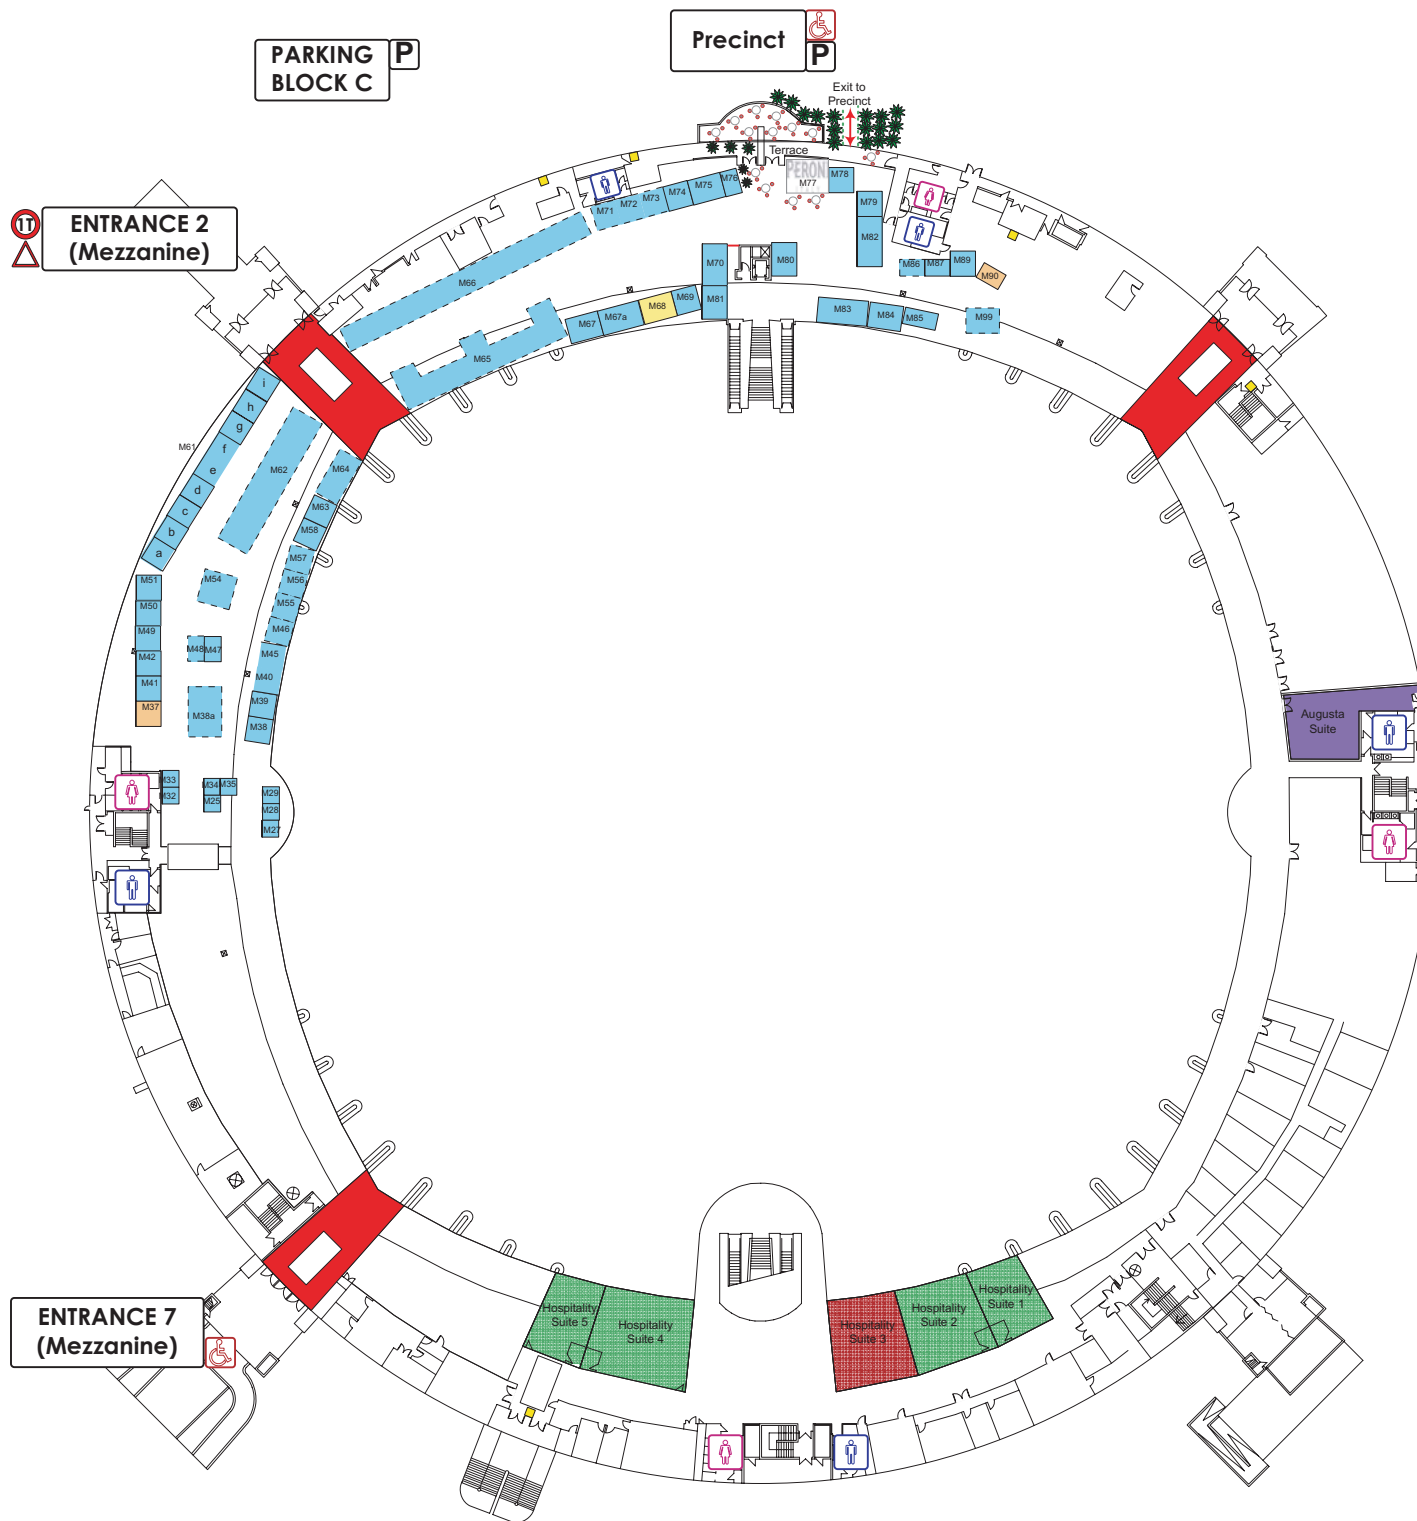 Precinct
P
PARKING
BLOCK C
P
Exit to
Precinct
Terrace
PERONI
M77
M78
M76
M75
M74
M73
M72
M71
M79
M82
1T
ENTRANCE 2
(Mezzanine)
M66
M70
M80
M86
M87
M89
M90
M81
M69
M68
M67a
M67
M83
M84
M85
M99
M65
i
h
g
f
e
d
c
b
a
M61
M62
M64
M63
M58
M57
M56
M55
M46
M45
M40
M39
M38
M54
M51
M50
M49
M42
M41
M37
M48
M47
M38a
M33
M32
M34
M35
M25
M29
M28
M27
Augusta
Suite
ENTRANCE 7
(Mezzanine)
Hospitality
Suite 5
Hospitality
Suite 4
Hospitality
Suite 3
Hospitality
Suite 2
Hospitality
Suite 1